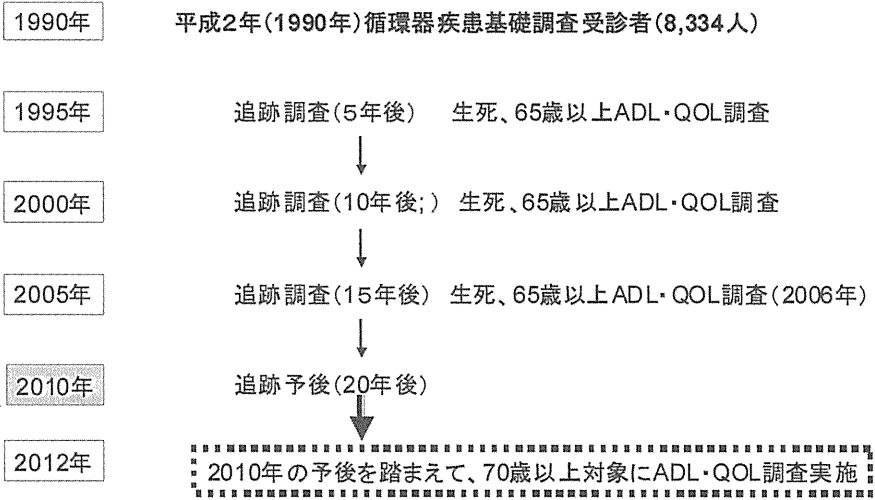 1990年 平成2年(1990年)循環器疾患基礎調査受診者(8,334人)
1995年 追跡調査(5年後) 生死、65歳以上ADL・QOL調査
2000年 追跡調査(10年後;) 生死、65歳以上ADL・QOL調査
2005年 追跡調査(15年後) 生死、65歳以上ADL・QOL調査(2006年)
2010年 追跡予後(20年後)
2012年 2010年の予後を踏まえて、70歳以上対象にADL・QOL調査実施